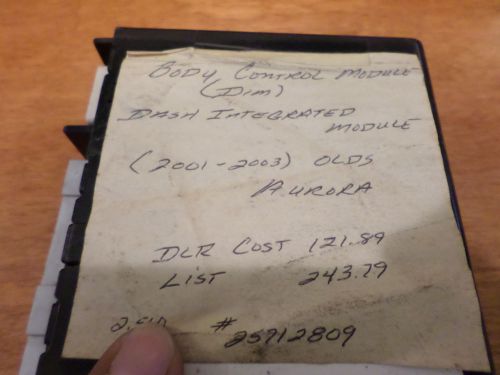 BODY CONTROL MODULE
(DIM)
DASH INTEGRATED
MODULE
(2001-2003) OLDS
AURORA
DLR COST 121.89
LIST 243.79
# 25712809